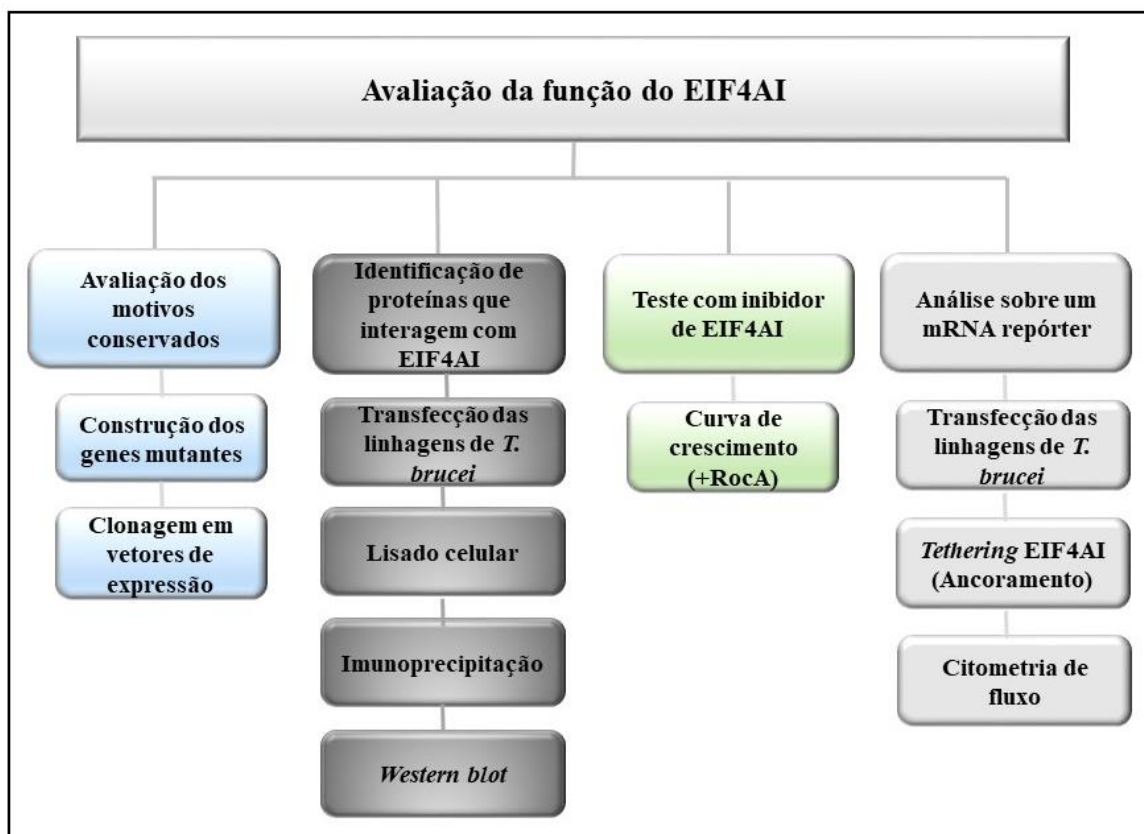 Avaliação da função do EIF4AI
Avaliação dos
motivos
conservados
Construção dos
genes mutantes
Clonagem em
vetores de
expressão
Identificação de
proteínas que
interagem com
EIF4AI
Transfecção das
linhagens de T.
brucei
Lisado celular
Imunoprecipitação
Western blot
Teste com inibidor
de EIF4AI
Curva de
crescimento
(+RocA)
Análise sobre um
mRNA repórter
Transfecção das
linhagens de T.
brucei
Tethering EIF4AI
(Ancoramento)
Citometria de
fluxo